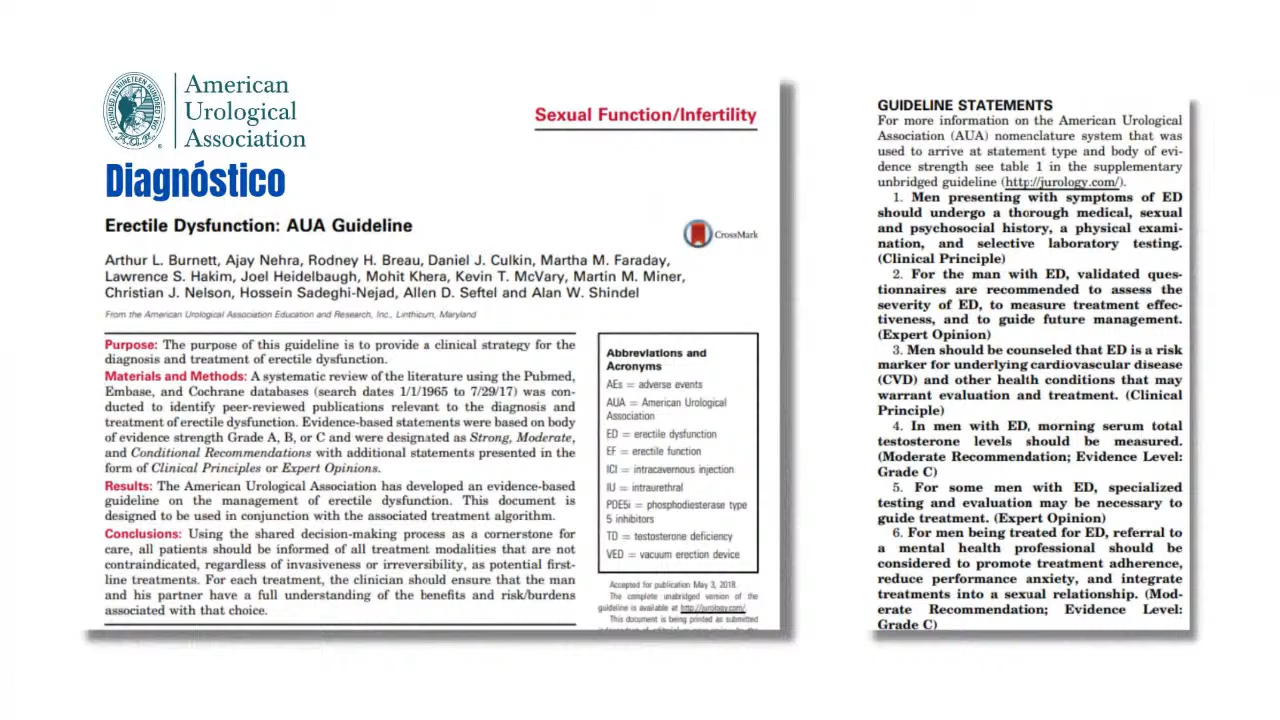 American
Urological
Association
Diagnóstico
Sexual Function/Infertility
Erectile Dysfunction: AUA Guideline
CrossMark
Arthur L. Burnett, Ajay Nehra, Rodney H. Breau, Daniel J. Culkin, Martha M. Faraday,
Lawrence S. Hakim, Joel Heidelbaugh, Mohit Khera, Kevin T. McVary, Martin M. Miner,
Christian J. Nelson, Hossein Sadeghi-Nejad, Allen D. Seftel and Alan W. Shindel
From the American Urological Association Education and Research, Inc., Linthicum, Maryland
Purpose: The purpose of this guideline is to provide a clinical strategy for the
diagnosis and treatment of erectile dysfunction.
Materials and Methods: A systematic review of the literature using the Pubmed,
Embase, and Cochrane databases (search dates 1/1/1965 to 7/29/17) was con-
ducted to identify peer-reviewed publications relevant to the diagnosis and
treatment of erectile dysfunction. Evidence-based statements were based on body
of evidence strength Grade A, B, or C and were designated as Strong, Moderate,
and Conditional Recommendations with additional statements presented in the
form of Clinical Principles or Expert Opinions.
Results: The American Urological Association has developed an evidence-based
guideline on the management of erectile dysfunction. This document is
designed to be used in conjunction with the associated treatment algorithm.
Conclusions: Using the shared decision-making process as a cornerstone for
care, all patients should be informed of all treatment modalities that are not
contraindicated, regardless of invasiveness or irreversibility, as potential first-
line treatments. For each treatment, the clinician should ensure that the man
and his partner have a full understanding of the benefits and risk/burdens
associated with that choice.
Abbreviations and
Acronyms
AEs = adverse events
AUA = American Urological
Association
ED = erectile dysfunction
EF = erectile function
ICI = intracavernous injection
IU = intraurethral
PDE5i = phosphodiesterase type
5 inhibitors
TD = testosterone deficiency
VED = vacuum erection device
Accepted for publication May 3, 2018.
The complete unabridged version of the
guideline is available at http://jurology.com/.
This document is being printed as submitted
GUIDELINE STATEMENTS
For more information on the American Urological
Association (AUA) nomenclature system that was
used to arrive at statement type and body of evi-
dence strength see table 1 in the supplementary
unbridged guideline (http://jurology.com/).
1. Men presenting with symptoms of ED
should undergo a thorough medical, sexual
and psychosocial history, a physical exami-
nation, and selective laboratory testing.
(Clinical Principle)
2. For the man with ED, validated ques-
tionnaires are recommended to assess the
severity of ED, to measure treatment effec-
tiveness, and to guide future management.
(Expert Opinion)
3. Men should be counseled that ED is a risk
marker for underlying cardiovascular disease
(CVD) and other health conditions that may
warrant evaluation and treatment. (Clinical
Principle)
4. In men with ED, morning serum total
testosterone levels should be measured.
(Moderate Recommendation; Evidence Level:
Grade C)
5. For some men with ED, specialized
testing and evaluation may be necessary to
guide treatment. (Expert Opinion)
6. For men being treated for ED, referral to
a mental health professional should be
considered to promote treatment adherence,
reduce performance anxiety, and integrate
treatments into a sexual relationship. (Mod-
erate Recommendation; Evidence Level:
Grade C)